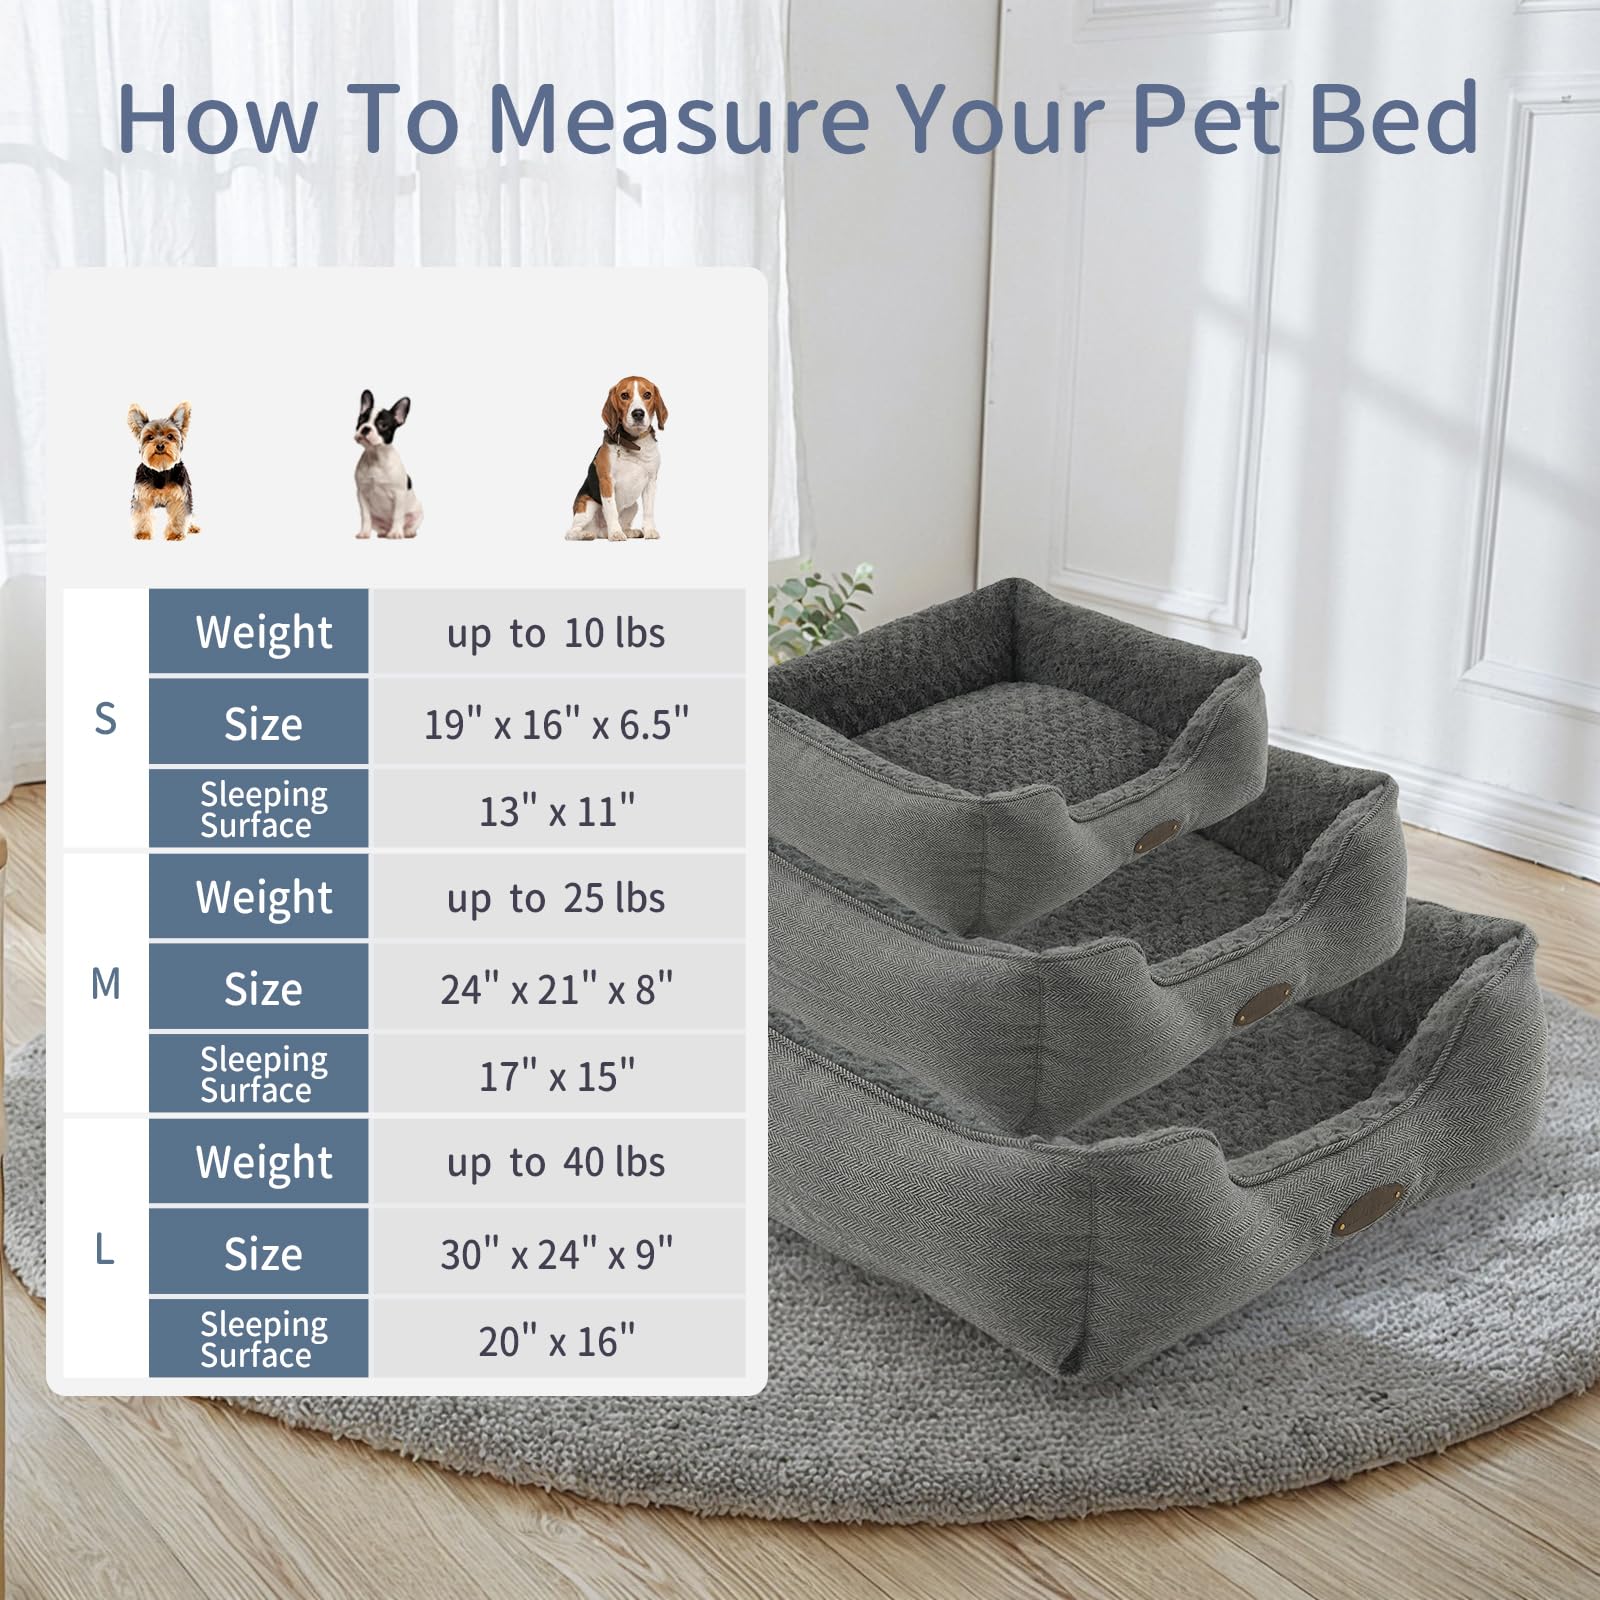 How To Measure Your Pet Bed
S
Weight up to 10 lbs
Size 19" x 16" x 6.5"
Sleeping
Surface
13" x 11"
M
Weight up to 25 lbs
Size 24" x 21" x 8"
Sleeping
Surface
17" x 15"
L
Weight up to 40 lbs
Size 30" x 24" x 9"
Sleeping
Surface
20" x 16"